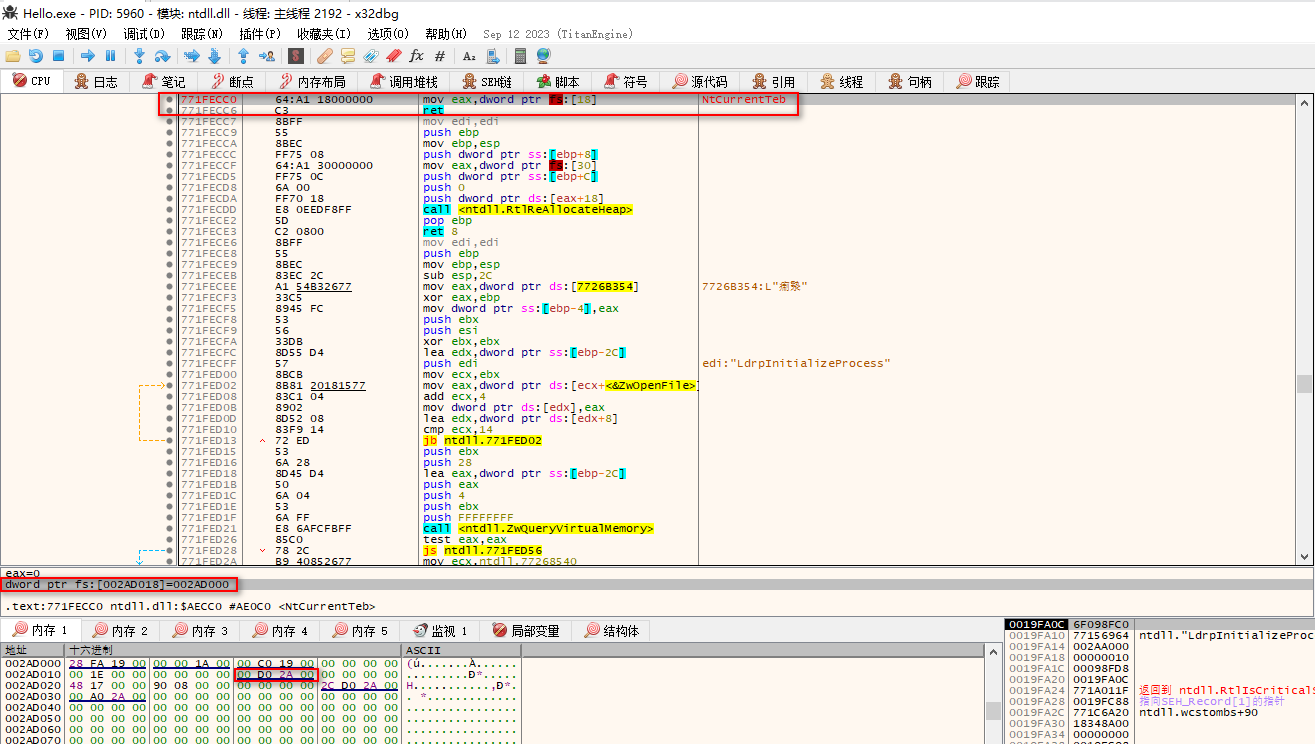 Hello.exe - PID: 5960 - 模块: ntdll.dll - 线程: 主线程 2192 - x32dbg
文件(F) 视图(V) 调试(D) 跟踪(N) 插件(P) 收藏夹(I) 选项(O) 帮助(H) Sep 12 2023 (TitanEngine)
CPU 日志 笔记 断点 内存布局 调用堆栈 SEH链 脚本 符号 源代码 引用 线程 句柄 跟踪
771FECC0 64:A1 18000000 mov eax,dword ptr fs:[18] NtCurrentTeb
771FECC6 C3 ret
771FECC7 8BFF mov edi,edi
771FECC9 55 push ebp
771FECCA 8BEC mov ebp,esp
771FECCC FF75 08 push dword ptr ss:[ebp+8]
771FECCF 64:A1 30000000 mov eax,dword ptr fs:[30]
771FECD5 FF75 0C push dword ptr ss:[ebp+C]
771FECD8 6A 00 push 0
771FECDA FF70 18 push dword ptr ds:[eax+18]
771FECDD E8 0EEDF8FF call <ntdll.RtlReAllocateHeap>
771FECE2 5D pop ebp
771FECE3 C2 0800 ret 8
771FECE6 8BFF mov edi,edi
771FECE8 55 push ebp
771FECE9 8BEC mov ebp,esp
771FECEB 83EC 2C sub esp,2C
771FECEE A1 54B32677 mov eax,dword ptr ds:[7726B354] 7726B354:L"
771FECF3 33C5 xor eax,ebp
771FECF5 8945 FC mov dword ptr ss:[ebp-4],eax
771FECF8 53 push ebx
771FECF9 56 push esi
771FECFA 33DB xor ebx,ebx
771FECFC 8D55 D4 lea edx,dword ptr ss:[ebp-2C]
771FECFF 57 push edi edi:"LdrpInitializeProcess"
771FED00 8BCB mov ecx,ebx
771FED02 8B81 20181577 mov eax,dword ptr ds:[ecx+<&ZwOpenFile>]
771FED08 83C1 04 add ecx,4
771FED0B 8902 mov dword ptr ds:[edx],eax
771FED0D 8D52 08 lea edx,dword ptr ds:[edx+8]
771FED10 83F9 14 cmp ecx,14
771FED13 72 ED jb ntdll.771FED02
771FED15 53 push ebx
771FED16 6A 28 push 28
771FED18 8D45 D4 lea eax,dword ptr ss:[ebp-2C]
771FED1B 50 push eax
771FED1C 6A 04 push 4
771FED1E 53 push ebx
771FED1F 6A FF push FFFFFFFF
771FED21 E8 6AFCFBFF call <ntdll.ZwQueryVirtualMemory>
771FED26 85C0 test eax,eax
771FED28 78 2C js ntdll.771FED56
771FED2A B9 40852677 mov ecx,ntdll.77268540
eax=0
dword ptr fs:[002AD018]=002AD000
.text:771FECC0 ntdll.dll:$AECC0 #AE0C0 <NtCurrentTeb>
内存 1 内存 2 内存 3 内存 4 内存 5 监视 1 局部变量 结构体
地址 十六进制 ASCII
002AD000 28 FA 19 00 00 00 1A 00 00 C0 19 00 00 00 00 00 (ú.......À......
002AD010 00 1E 00 00 00 00 00 00 00 D0 2A 00 00 00 00 00 .........Ð*.....
002AD020 48 17 00 00 90 08 00 00 00 00 00 00 2C D0 2A 00 H...........,Ð*.
002AD030 00 A0 2A 00 00 00 00 00 00 00 00 00 00 00 00 00 . *.............
002AD040 00 00 00 00 00 00 00 00 00 00 00 00 00 00 00 00 ................
002AD050 00 00 00 00 00 00 00 00 00 00 00 00 00 00 00 00 ................
002AD060 00 00 00 00 00 00 00 00 00 00 00 00 00 00 00 00 ................
002AD070 00 00 00 00 00 00 00 00 00 00 00 00 00 00 00 00 ................
0019FA0C 6F098FC0
0019FA10 77156964 ntdll."LdrpInitializeProc
0019FA14 002AA000
0019FA18 00000010
0019FA1C 00098FD8
0019FA20 0019FA0C
0019FA24 771A011F 返回到 ntdll.RtlIsCriticalS
0019FA28 0019FC88 指向SEH_Record[1]的指针
0019FA2C 771C6A20 ntdll.wcstombs+90
0019FA30 18348A00
0019FA34 00000000